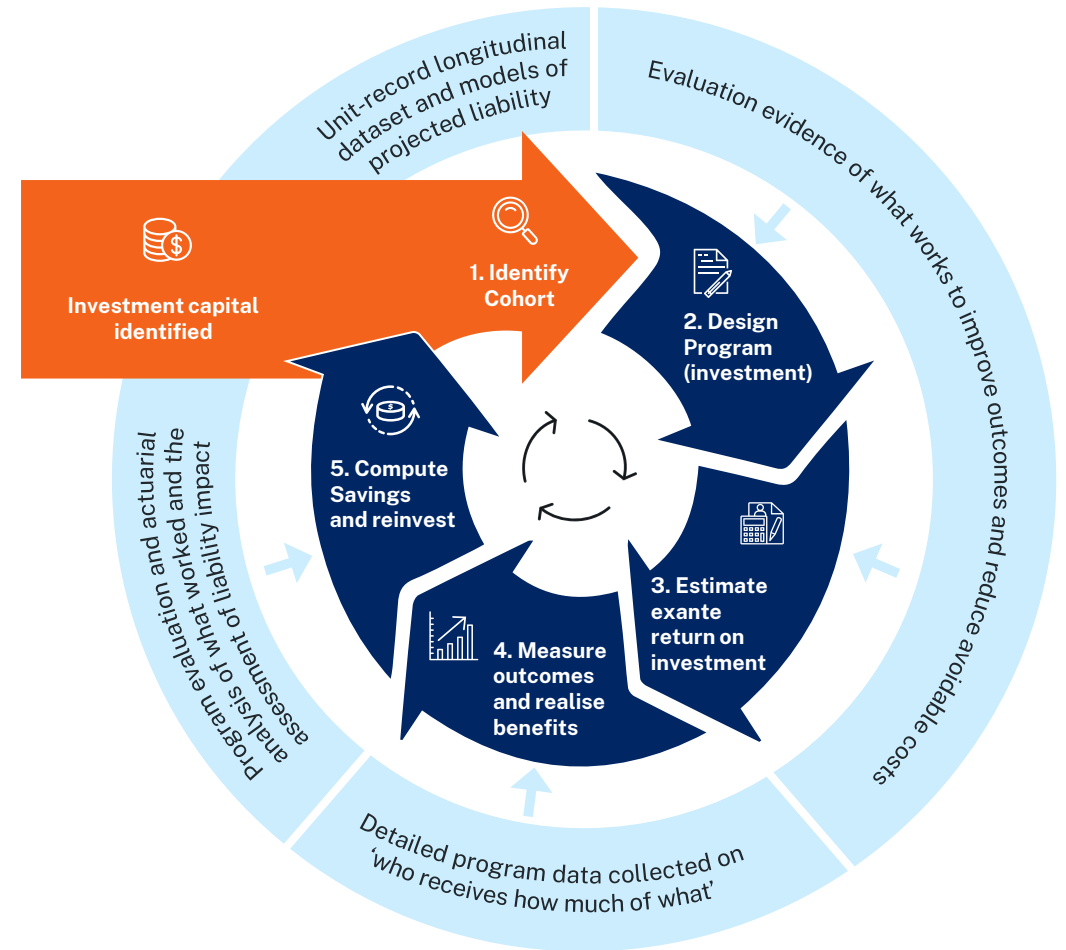 Unit-record longitudinal
dataset and models of
projected liability
Evaluation evidence of what works to improve outcomes and reduce avoidable costs
Investment capital
identified
1. Identify
Cohort
2. Design
Program
(investment)
3. Estimate
exante
return on
investment
4. Measure
outcomes
and realise
benefits
5. Compute
Savings
and reinvest
$
$
Detailed program data collected on
‘who receives how much of what’
Program evaluation and actuarial
analysis of what worked and the
assessment of liability impact